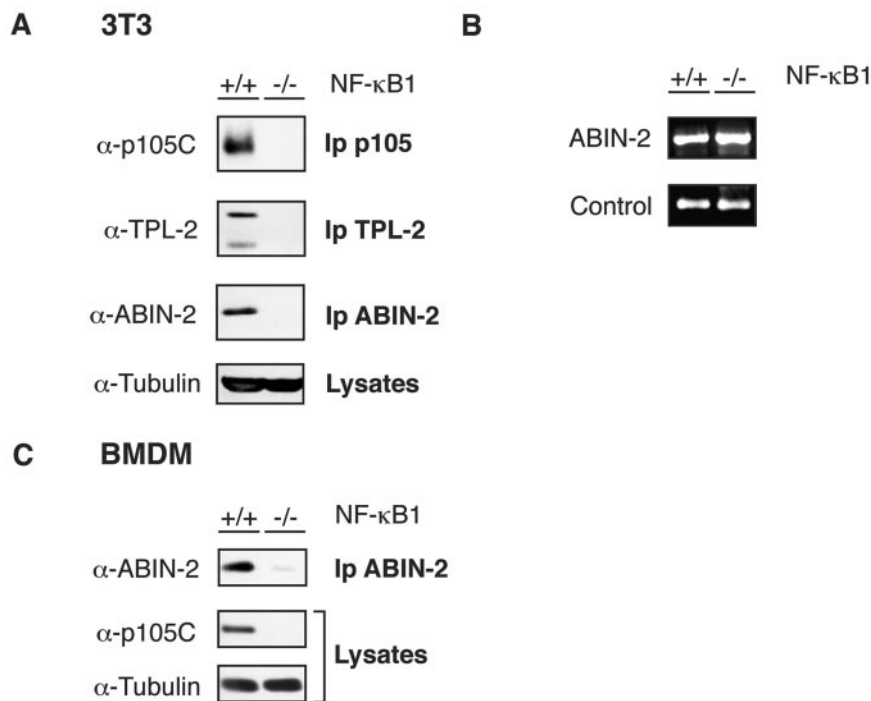 A 3T3
+/+ -/- NF-κB1
α-p105C Ip p105
α-TPL-2 Ip TPL-2
α-ABIN-2 Ip ABIN-2
α-Tubulin Lysates
B
+/+ -/- NF-κB1
ABIN-2
Control
C BMDM
+/+ -/- NF-κB1
α-ABIN-2 Ip ABIN-2
α-p105C
Lysates
α-Tubulin